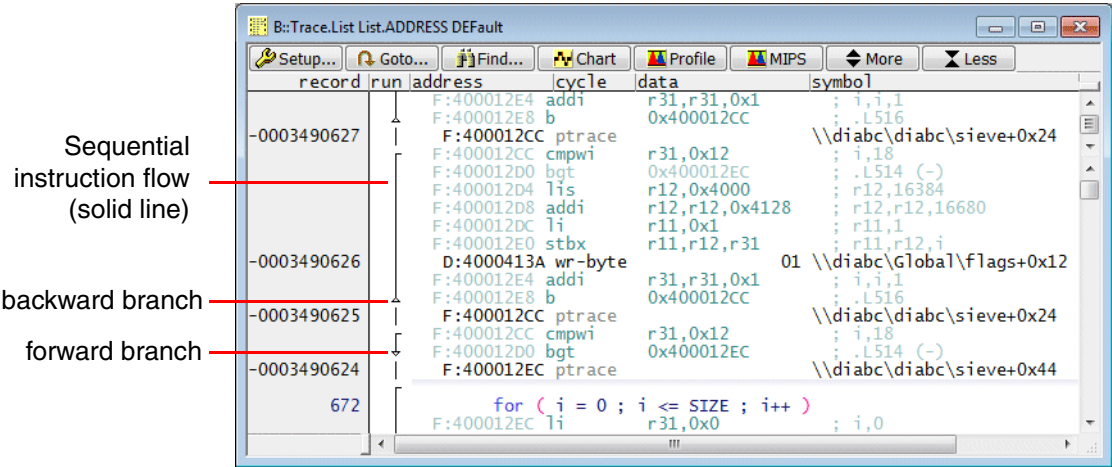 B::Trace.List List.ADDRESS DEFault
Setup... Goto... Find... Chart Profile MIPS More Less
record run address cycle data symbol
F:400012E4 addi r31,r31,0x1 ; i,i,1
F:400012E8 b 0x400012CC ; .L516
-0003490627 F:400012CC ptrace \\diabc\diabc\sieve+0x24
Sequential
instruction flow
(solid line)
F:400012CC cmpwi r31,0x12 ; i,18
F:400012D0 bgt 0x400012EC ; .L514 (-)
F:400012D4 lis r12,0x4000 ; r12,16384
F:400012D8 addi r12,r12,0x4128 ; r12,r12,16680
F:400012DC li r11,0x1 ; r11,1
F:400012E0 stbx r11,r12,r31 ; r11,r12,i
-0003490626 D:4000413A wr-byte 01 \\diabc\Global\flags+0x12
F:400012E4 addi r31,r31,0x1 ; i,i,1
backward branch
F:400012E8 b 0x400012CC ; .L516
-0003490625 F:400012CC ptrace \\diabc\diabc\sieve+0x24
F:400012CC cmpwi r31,0x12 ; i,18
forward branch
F:400012D0 bgt 0x400012EC ; .L514 (-)
-0003490624 F:400012EC ptrace \\diabc\diabc\sieve+0x44
672 for ( i = 0 ; i <= SIZE ; i++ )
F:400012EC li r31,0x0 ; i,0